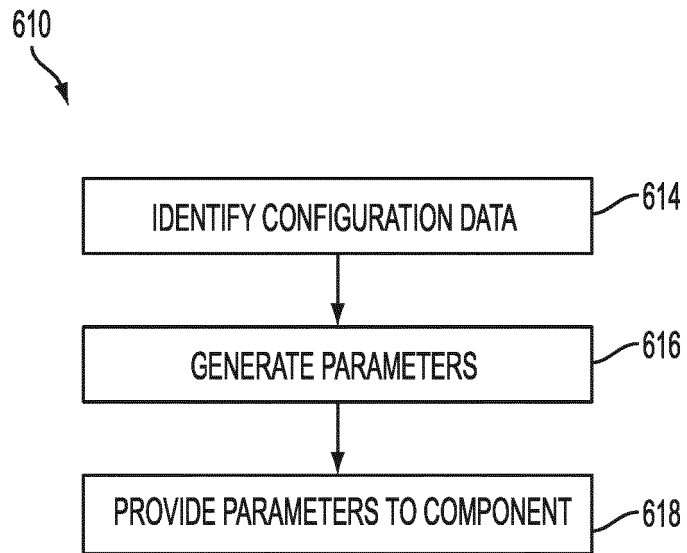 610
IDENTIFY CONFIGURATION DATA
614
GENERATE PARAMETERS
616
PROVIDE PARAMETERS TO COMPONENT
618